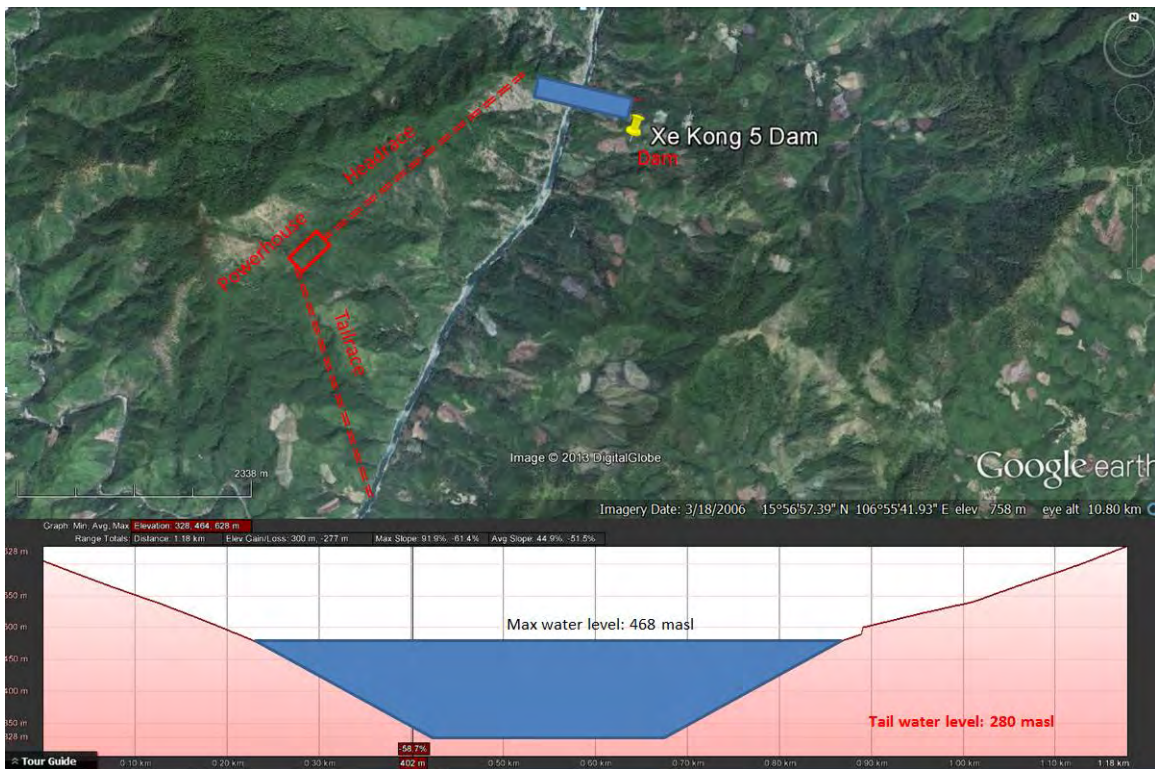 N
Xe Kong 5 Dam
Dam
Headrace
Powerhouse
Tailrace
2338 m
Image © 2013 DigitalGlobe
Google earth
Imagery Date: 3/18/2006 15°56'57.39" N 106°55'41.93" E elev 758 m eye alt 10.80 km
Graph: Min, Avg, Max Elevation: 328, 464, 628 m
Range Totals: Distance: 1.18 km Elev Gain/Loss: 300 m, -277 m Max Slope: 91.9%, -61.4% Avg Slope: 44.9%, -51.5%
628 m
550 m
500 m
450 m
400 m
350 m
328 m
Max water level: 468 masl
Tail water level: 280 masl
-58.7%
Tour Guide
0.10 km 0.20 km 0.30 km 402 m 0.50 km 0.60 km 0.70 km 0.80 km 0.90 km 1.00 km 1.10 km 1.18 km